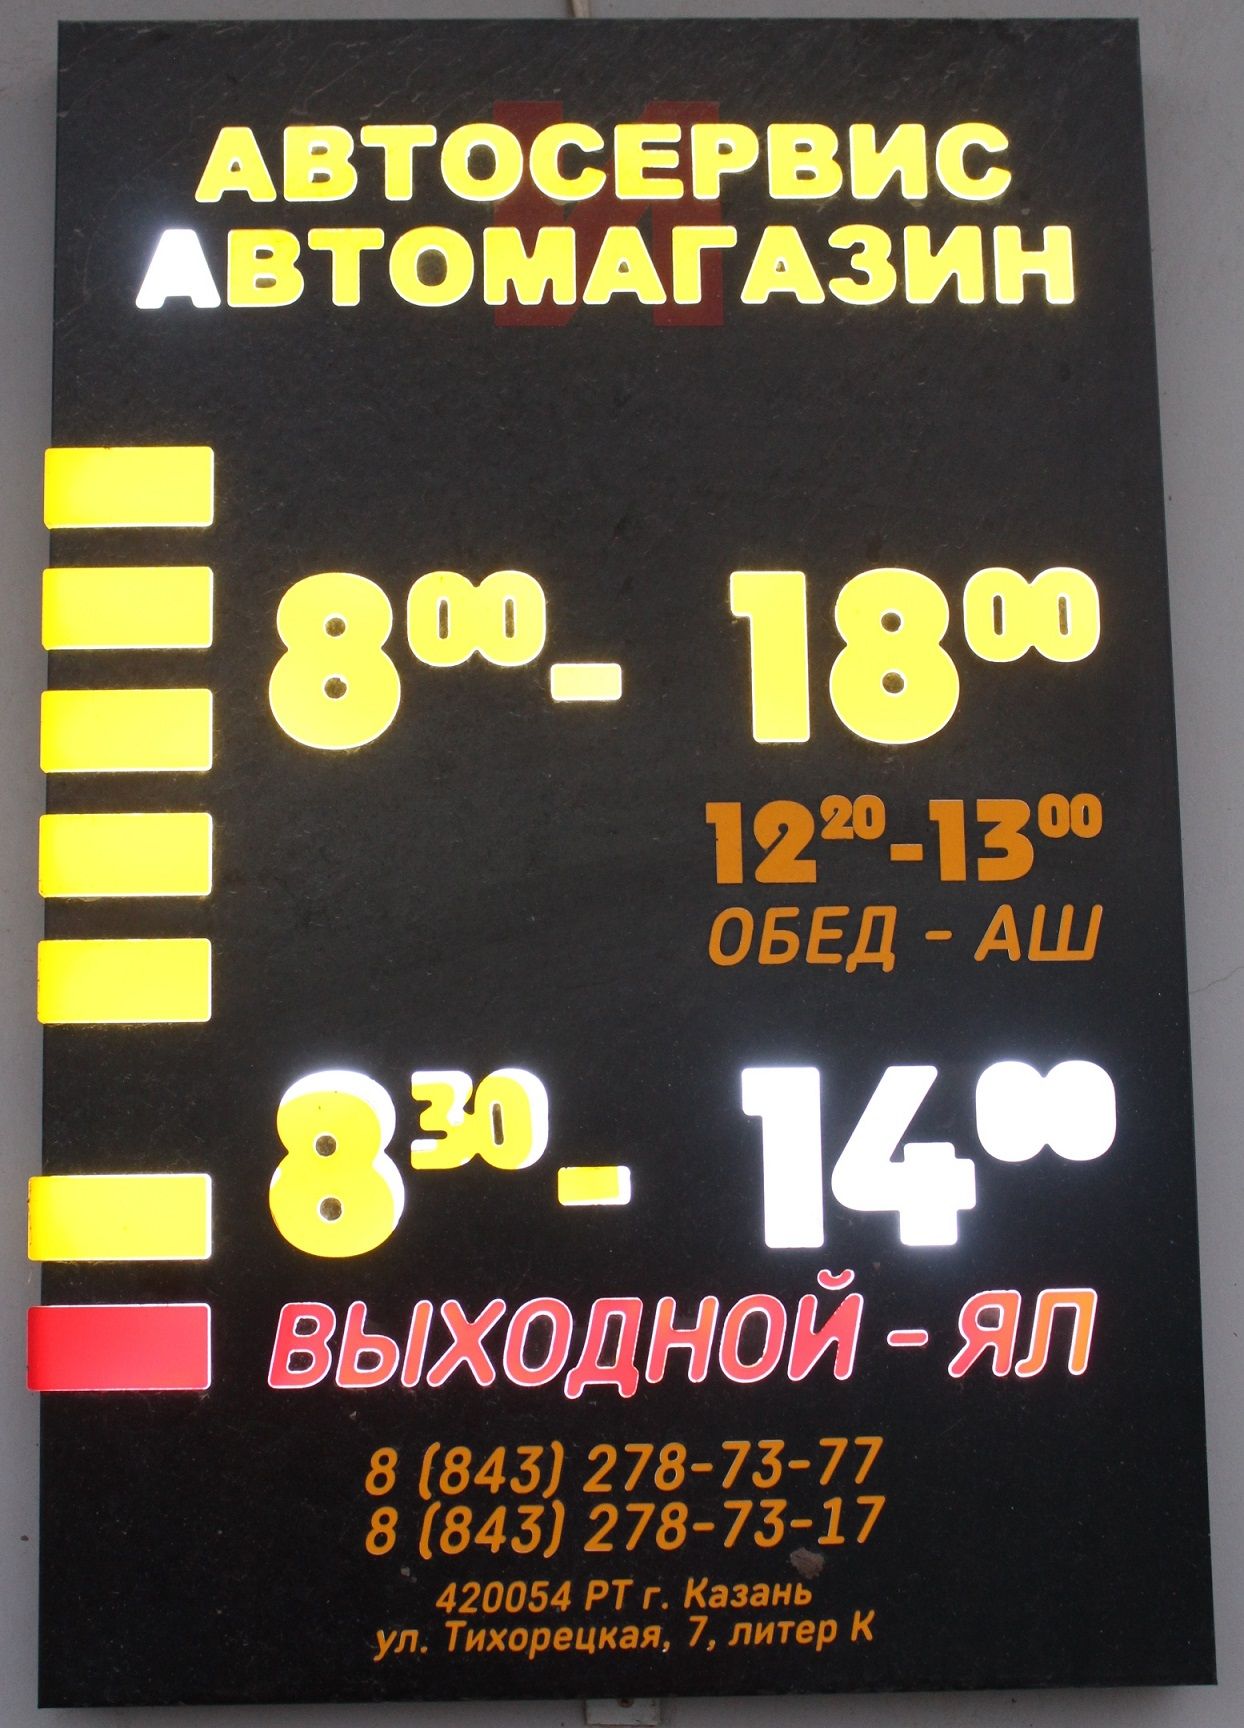 АВТОСЕРВИС
АВТОМАГАЗИН
8⁰⁰- 18⁰⁰
12²⁰-13⁰⁰
ОБЕД - АШ
8³⁰- 14⁰⁰
ВЫХОДНОЙ - ЯЛ
8 (843) 278-73-77
8 (843) 278-73-17
420054 РТ г. Казань
ул. Тихорецкая, 7, литер К